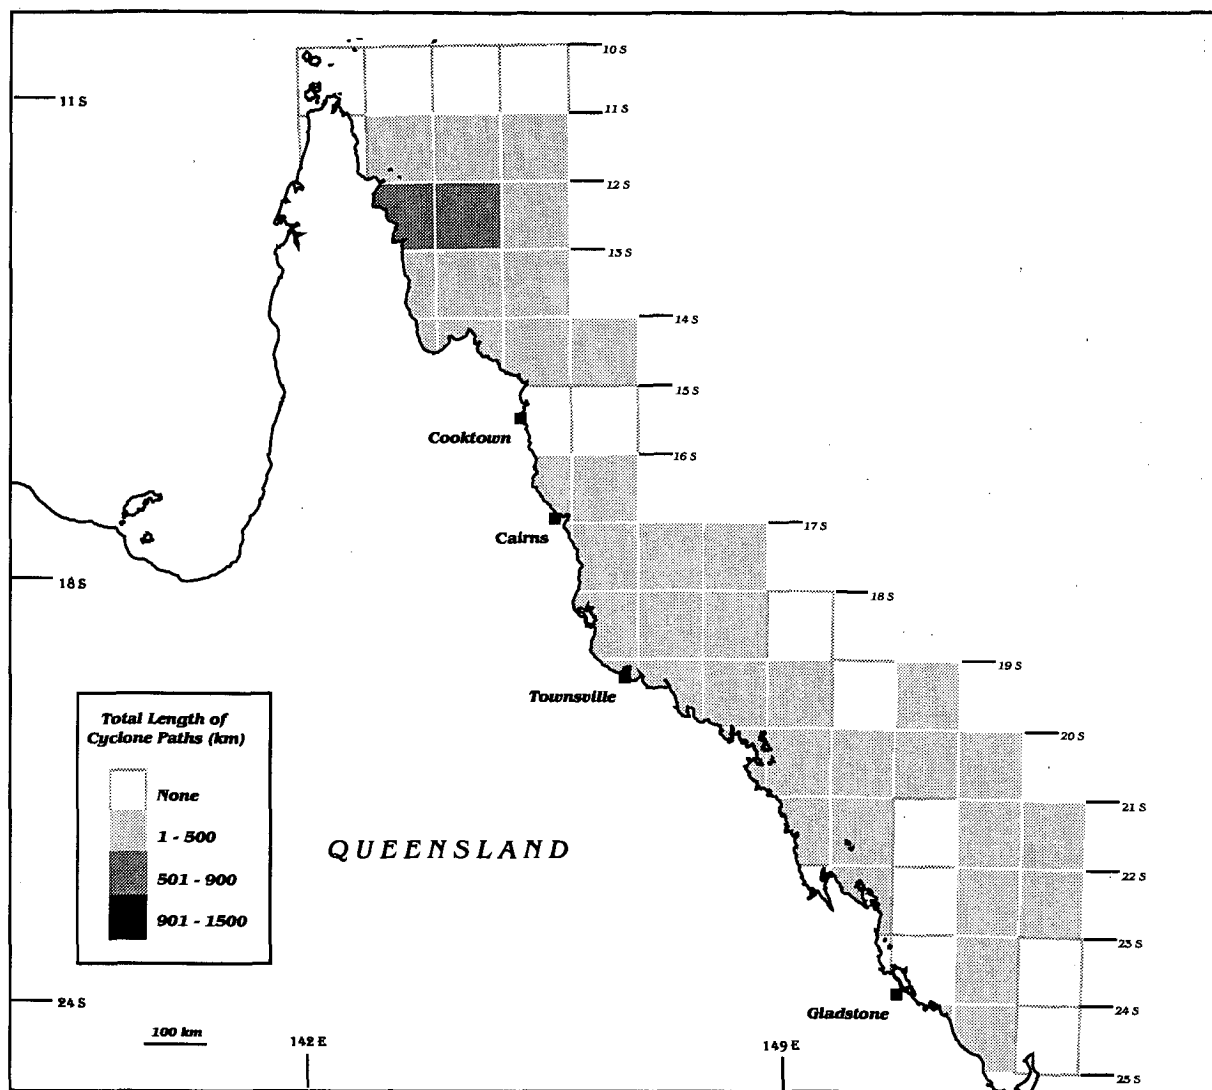 10 S
11 S
11 S
12 S
13 S
14 S
15 S
Cooktown
16 S
Cairns
17 S
18 S
18 S
19 S
Townsville
Total Length of
Cyclone Paths (km)
20 S
None
1 - 500
501 - 900
901 - 1500
QUEENSLAND
21 S
22 S
23 S
24 S
Gladstone
24 S
100 km
142 E
149 E
25 S